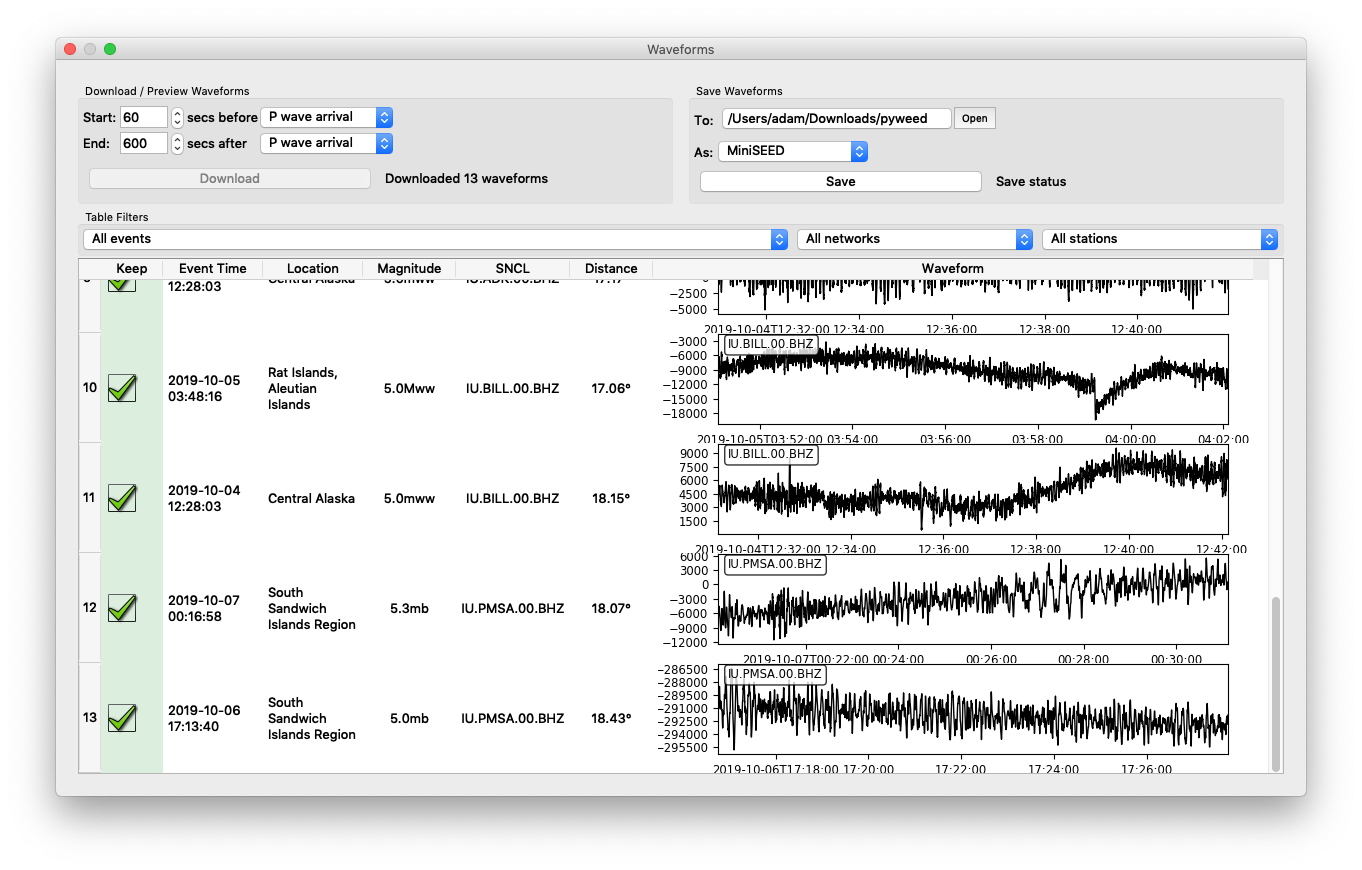 Waveforms
Download / Preview Waveforms
Start: 60 secs before P wave arrival
End: 600 secs after P wave arrival
Download Downloaded 13 waveforms
Save Waveforms
To: /Users/adam/Downloads/pyweed Open
As: MiniSEED
Save Save status
Table Filters
All events All networks All stations
Keep Event Time Location Magnitude SNCL Distance Waveform
12:28:03 Central Alaska
−2500
−5000
2019-10-04T12:32:00 12:34:00 12:36:00 12:38:00 12:40:00
10
2019-10-05
03:48:16
Rat Islands,
Aleutian
Islands
5.0Mww IU.BILL.00.BHZ 17.06°
IU.BILL.00.BHZ
−3000
−6000
−9000
−12000
−15000
−18000
2019-10-05T03:52:00 03:54:00 03:56:00 03:58:00 04:00:00 04:02:00
11
2019-10-04
12:28:03
Central Alaska 5.0mww IU.BILL.00.BHZ 18.15°
IU.BILL.00.BHZ
9000
7500
6000
4500
3000
1500
2019-10-04T12:32:00 12:34:00 12:36:00 12:38:00 12:40:00 12:42:00
12
2019-10-07
00:16:58
South
Sandwich
Islands Region
5.3mb IU.PMSA.00.BHZ 18.07°
IU.PMSA.00.BHZ
6000
3000
0
−3000
−6000
−9000
−12000
2019-10-07T00:22:00 00:24:00 00:26:00 00:28:00 00:30:00
13
2019-10-06
17:13:40
South
Sandwich
Islands Region
5.0mb IU.PMSA.00.BHZ 18.43°
IU.PMSA.00.BHZ
−286500
−288000
−289500
−291000
−292500
−294000
−295500
2019-10-06T17:18:00 17:20:00 17:22:00 17:24:00 17:26:00